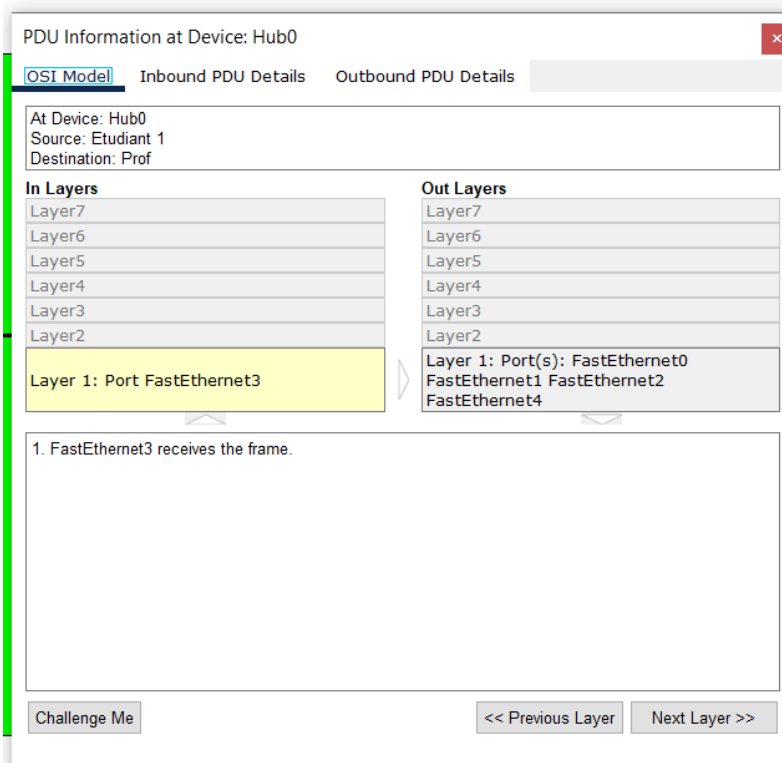 PDU Information at Device: Hub0
OSI Model Inbound PDU Details Outbound PDU Details
At Device: Hub0
Source: Etudiant 1
Destination: Prof
In Layers
Layer7
Layer6
Layer5
Layer4
Layer3
Layer2
Layer 1: Port FastEthernet3
Out Layers
Layer7
Layer6
Layer5
Layer4
Layer3
Layer2
Layer 1: Port(s): FastEthernet0
FastEthernet1 FastEthernet2
FastEthernet4
1. FastEthernet3 receives the frame.
Challenge Me << Previous Layer Next Layer >>